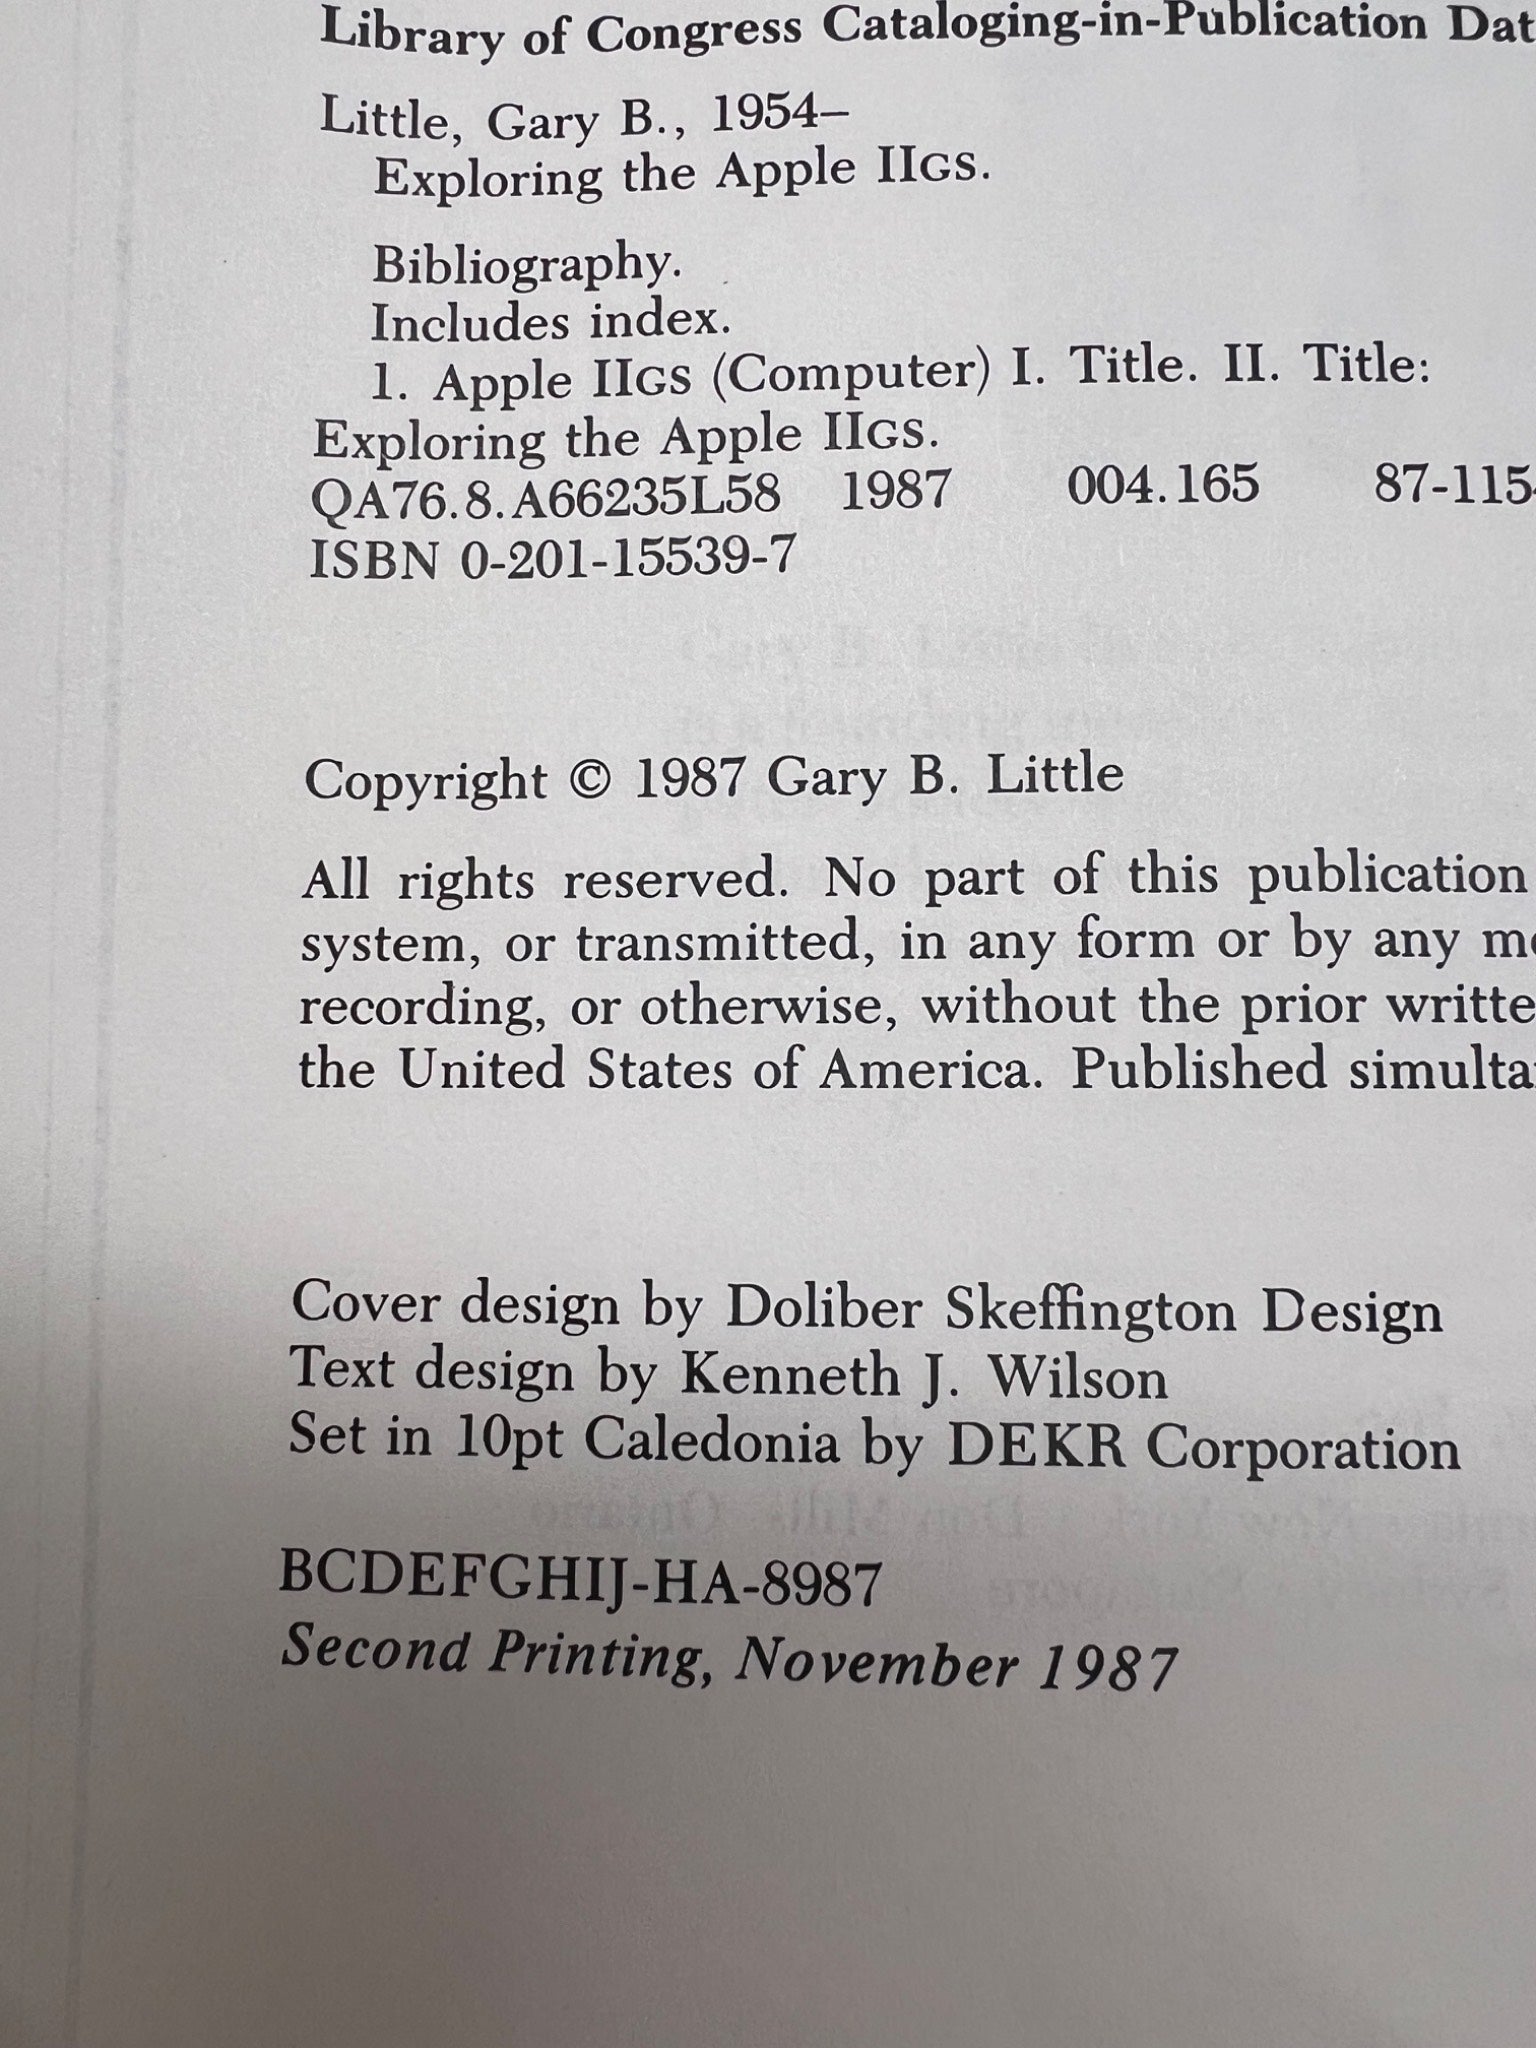 Library of Congress Cataloging-in-Publication Dat
Little, Gary B., 1954–
Exploring the Apple IIGS.
Bibliography.
Includes index.
1. Apple IIGS (Computer) I. Title. II. Title:
Exploring the Apple IIGS.
QA76.8.A66235L58 1987 004.165 87-115
ISBN 0-201-15539-7
Copyright © 1987 Gary B. Little
All rights reserved. No part of this publication
system, or transmitted, in any form or by any
recording, or otherwise, without the prior writte
the United States of America. Published simulta
Cover design by Doliber Skeffington Design
Text design by Kenneth J. Wilson
Set in 10pt Caledonia by DEKR Corporation
BCDEFGHIJ-HA-8987
Second Printing, November 1987